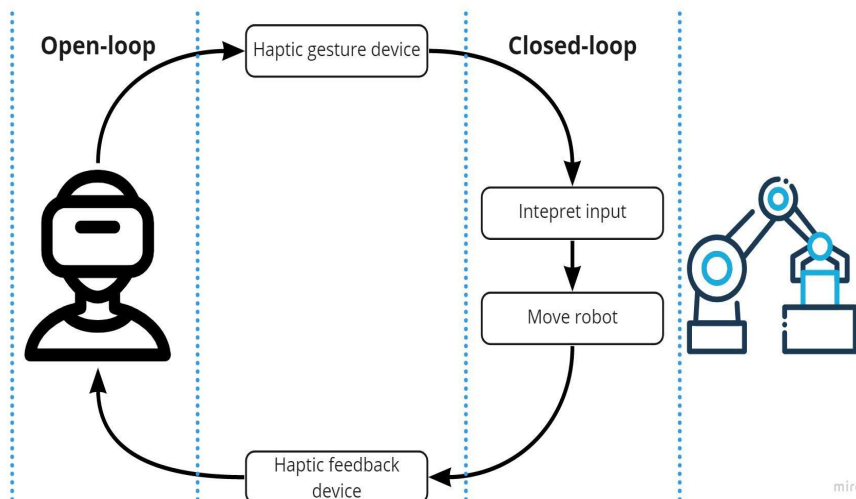 Open-loop
Haptic gesture device
Closed-loop
Intepret input
Move robot
Haptic feedback
device